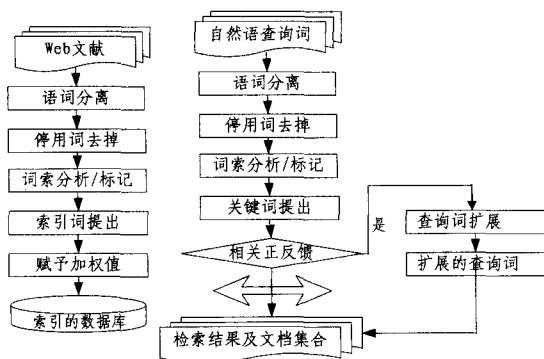 Web文献
语词分离
停用词去掉
词索分析/标记
索引词提出
赋予加权值
索引的数据库
自然语查询词
语词分离
停用词去掉
词索分析/标记
关键词提出
相关正反馈
是
查询词扩展
扩展的查询词
检索结果及文档集合